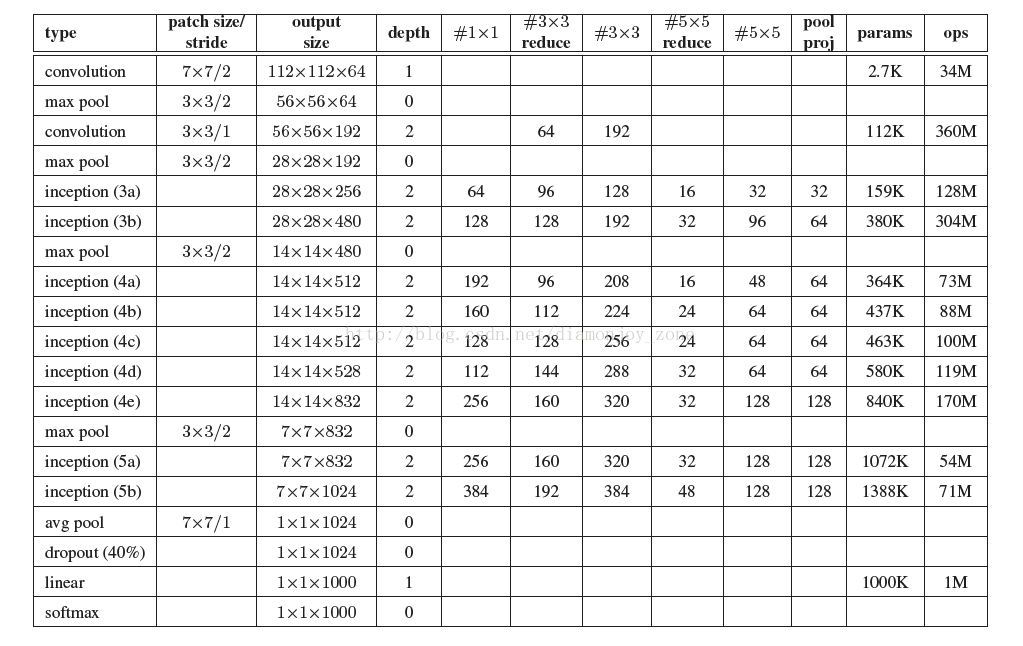 type patch size/ stride output size depth #1×1 #3×3 reduce #3×3 #5×5 reduce #5×5 pool proj params ops
convolution 7×7/2 112×112×64 1 2.7K 34M
max pool 3×3/2 56×56×64 0
convolution 3×3/1 56×56×192 2 64 192 112K 360M
max pool 3×3/2 28×28×192 0
inception (3a) 28×28×256 2 64 96 128 16 32 32 159K 128M
inception (3b) 28×28×480 2 128 128 192 32 96 64 380K 304M
max pool 3×3/2 14×14×480 0
inception (4a) 14×14×512 2 192 96 208 16 48 64 364K 73M
inception (4b) 14×14×512 2 160 112 224 24 64 64 437K 88M
http://blog.csdn.net/diamonjoy_zone
inception (4c) 14×14×512 2 128 128 256 24 64 64 463K 100M
inception (4d) 14×14×528 2 112 144 288 32 64 64 580K 119M
inception (4e) 14×14×832 2 256 160 320 32 128 128 840K 170M
max pool 3×3/2 7×7×832 0
inception (5a) 7×7×832 2 256 160 320 32 128 128 1072K 54M
inception (5b) 7×7×1024 2 384 192 384 48 128 128 1388K 71M
avg pool 7×7/1 1×1×1024 0
dropout (40%) 1×1×1024 0
linear 1×1×1000 1 1000K 1M
softmax 1×1×1000 0